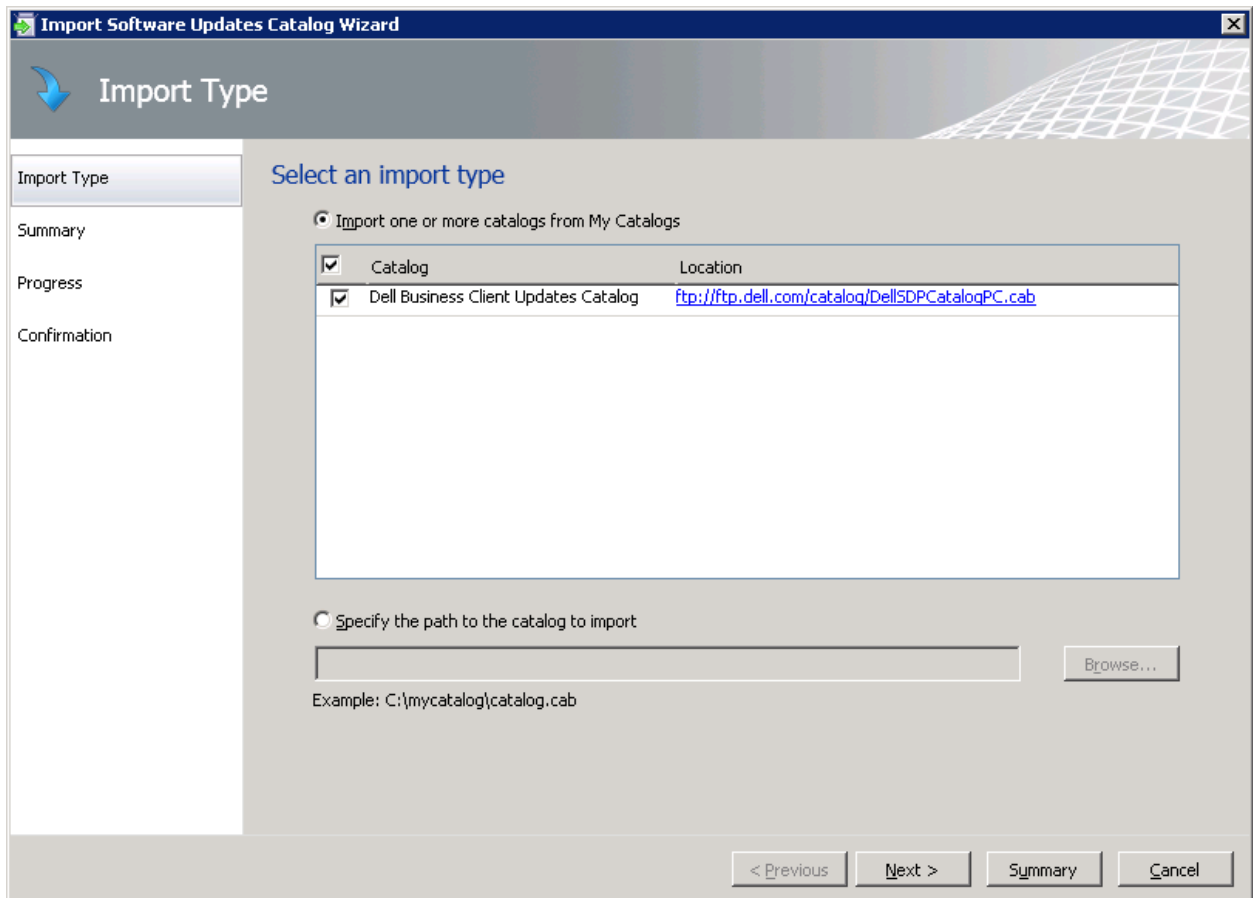 Import Software Updates Catalog Wizard
Import Type
Import Type
Summary
Progress
Confirmation
Select an import type
Import one or more catalogs from My Catalogs
Catalog Location
Dell Business Client Updates Catalog ftp://ftp.dell.com/catalog/DellSDPCatalogPC.cab
Specify the path to the catalog to import
Browse...
Example: C:\mycatalog\catalog.cab
< Previous Next > Summary Cancel